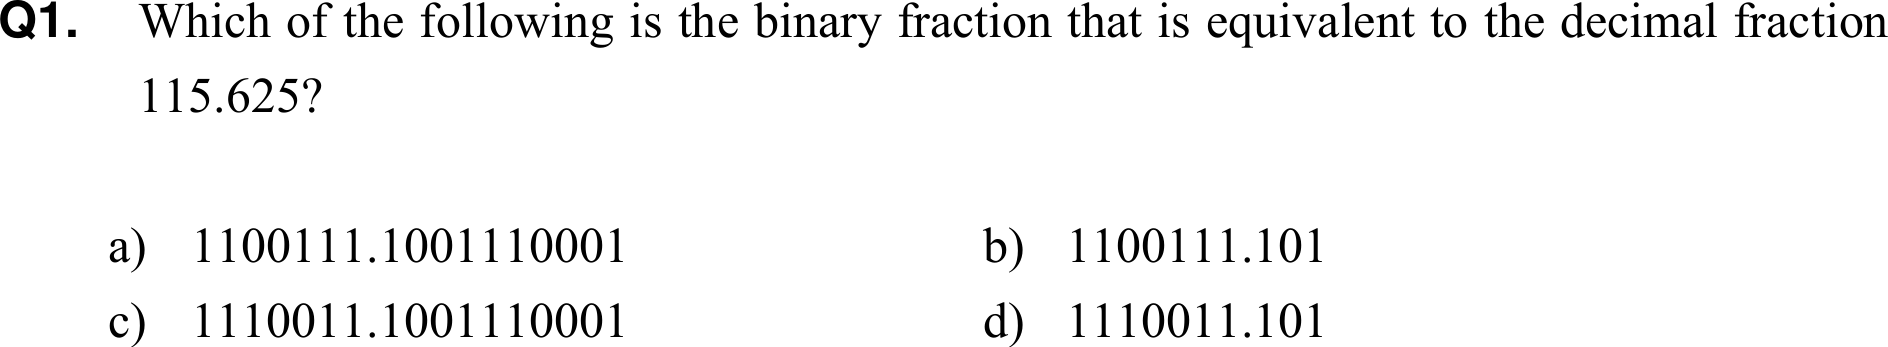 Q1. Which of the following is the binary fraction that is equivalent to the decimal fraction
115.625?
a) 1100111.1001110001 b) 1100111.101
c) 1110011.1001110001 d) 1110011.101